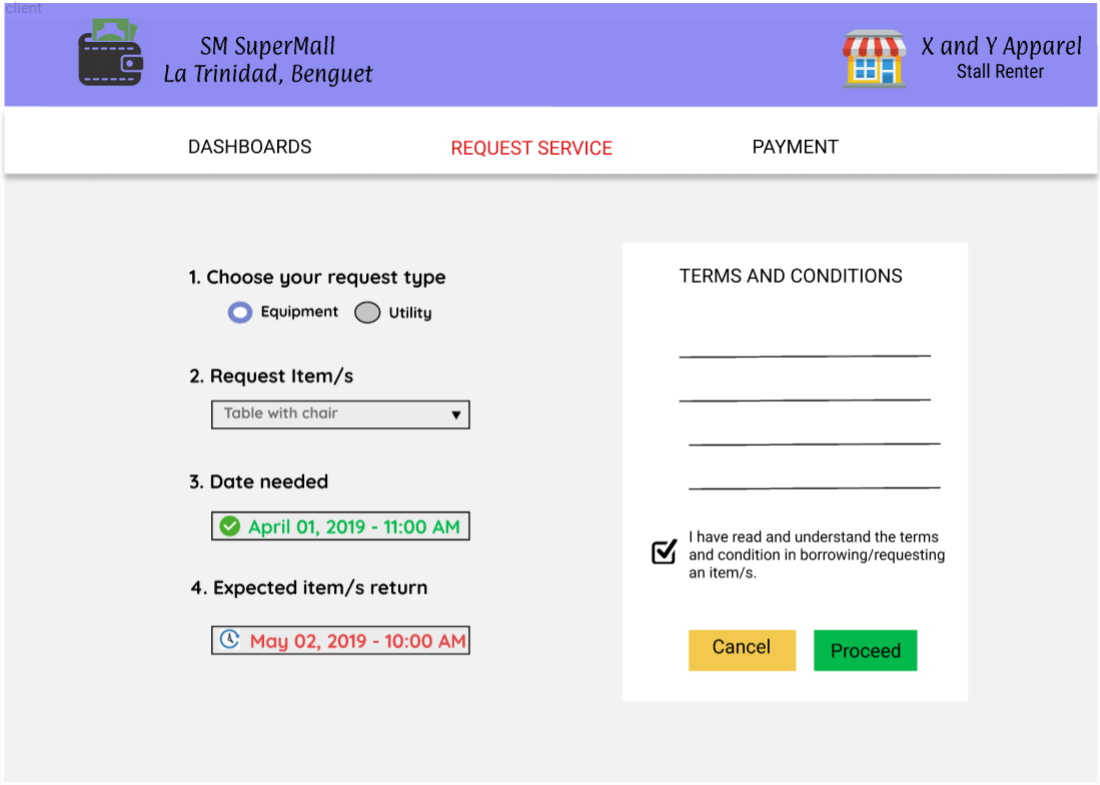 client
SM SuperMall
La Trinidad, Benguet
X and Y Apparel
Stall Renter
DASHBOARDS
REQUEST SERVICE
PAYMENT
1. Choose your request type
Equipment
Utility
2. Request Item/s
Table with chair
3. Date needed
April 01, 2019 - 11:00 AM
4. Expected item/s return
May 02, 2019 - 10:00 AM
TERMS AND CONDITIONS
I have read and understand the terms
and condition in borrowing/requesting
an item/s.
Cancel
Proceed